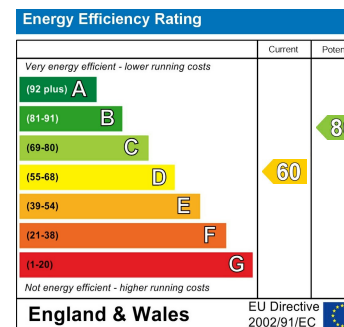 Energy Efficiency Rating
Current
Very energy efficient - lower running costs
(92 plus) A
(81-91) B
(69-80) C
(55-68) D
60
(39-54) E
(21-38) F
(1-20) G
Not energy efficient - higher running costs
England & Wales
EU Directive
2002/91/EC